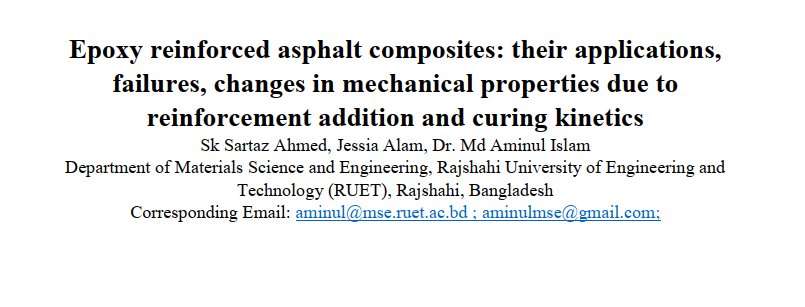 Epoxy reinforced asphalt composites: their applications,
failures, changes in mechanical properties due to
reinforcement addition and curing kinetics
Sk Sartaz Ahmed, Jessia Alam, Dr. Md Aminul Islam
Department of Materials Science and Engineering, Rajshahi University of Engineering and
Technology (RUET), Rajshahi, Bangladesh
Corresponding Email: aminul@mse.ruet.ac.bd ; aminulmse@gmail.com;